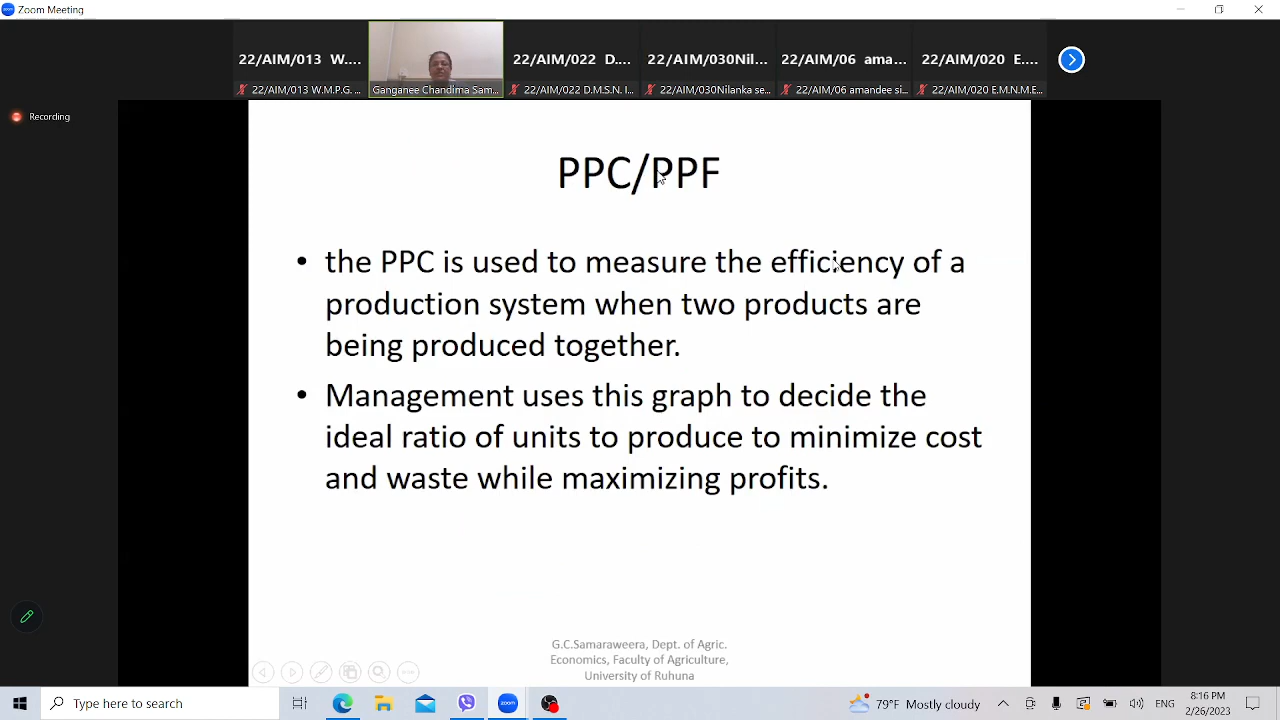 Zoom Meeting
22/AIM/013 W.... 22/AIM/022 D.... 22/AIM/030Nil... 22/AIM/06 ama... 22/AIM/020 E....
22/AIM/013 W.M.P.G. ... Ganganee Chandima Sam... 22/AIM/022 D.M.S.N. I... 22/AIM/030Nilanka se... 22/AIM/06 amandee si... 22/AIM/020 E.M.N.M.E...
Recording
PPC/PPF
• the PPC is used to measure the efficiency of a
production system when two products are
being produced together.
• Management uses this graph to decide the
ideal ratio of units to produce to minimize cost
and waste while maximizing profits.
G.C.Samaraweera, Dept. of Agric.
Economics, Faculty of Agriculture,
University of Ruhuna
Type here to search
79°F Mostly cloudy
8:16 PM
2/26/2023